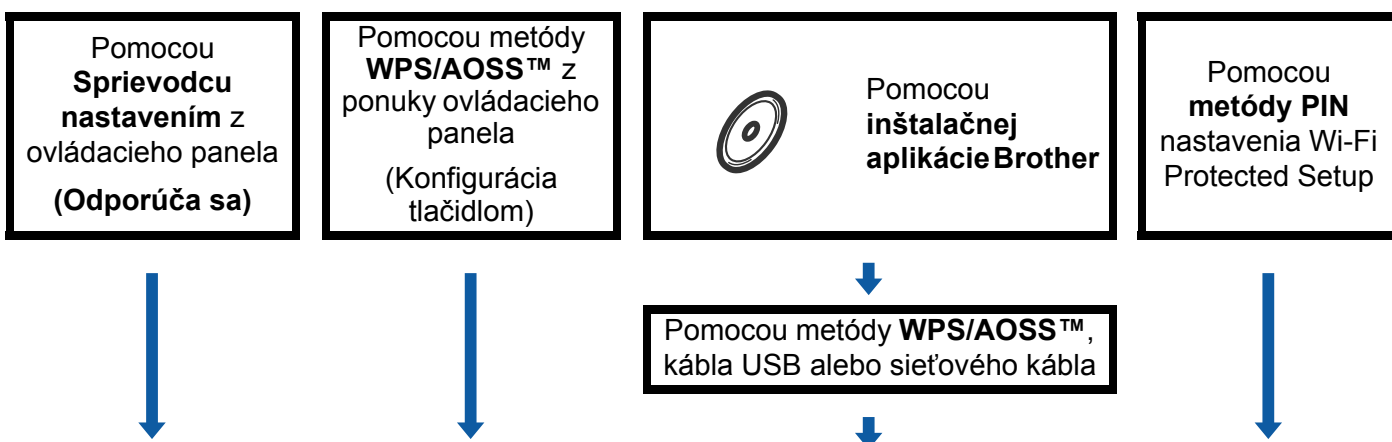 Pomocou
Sprievodcu
nastavením z
ovládacieho panela
(Odporúča sa)
Pomocou metódy
WPS/AOSS™ z
ponuky ovládacieho
panela
(Konfigurácia
tlačidlom)
Pomocou
inštalačnej
aplikácie Brother
Pomocou
metódy PIN
nastavenia Wi-Fi
Protected Setup
Pomocou metódy WPS/AOSS™,
kábla USB alebo sieťového kábla